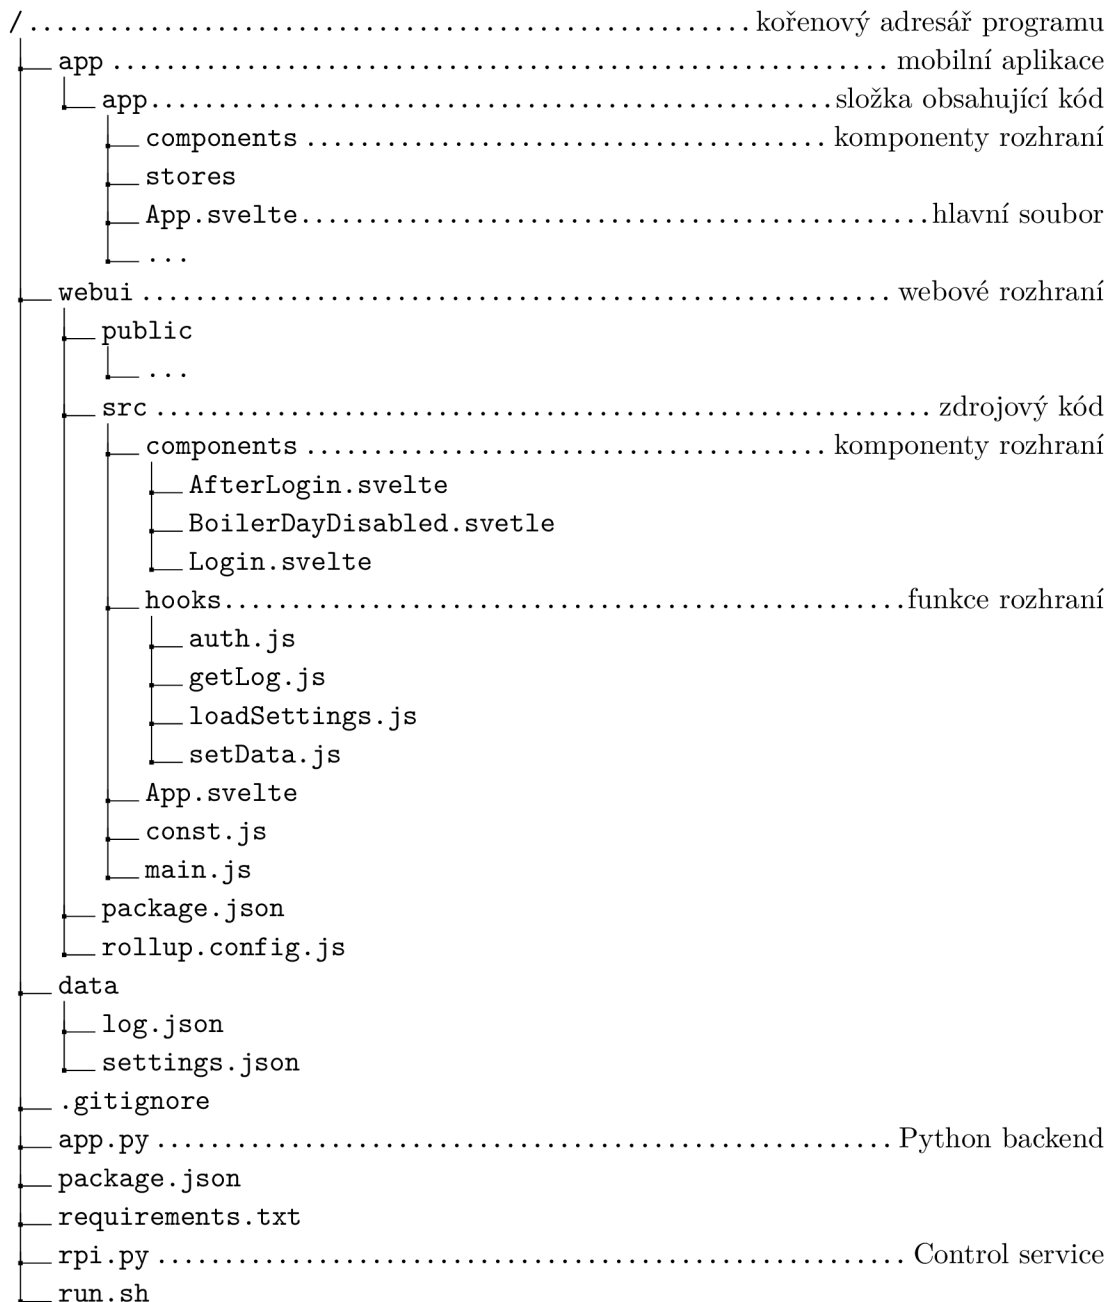 / kořenový adresář programu
app mobilní aplikace
app složka obsahující kód
components komponenty rozhraní
stores
App.svelte hlavní soubor
...
webui webové rozhraní
public
...
src zdrojový kód
components komponenty rozhraní
AfterLogin.svelte
BoilerDayDisabled.svetle
Login.svelte
hooks funkce rozhraní
auth.js
getLog.js
loadSettings.js
setData.js
App.svelte
const.js
main.js
package.json
rollup.config.js
data
log.json
settings.json
.gitignore
app.py Python backend
package.json
requirements.txt
rpi.py Control service
run.sh